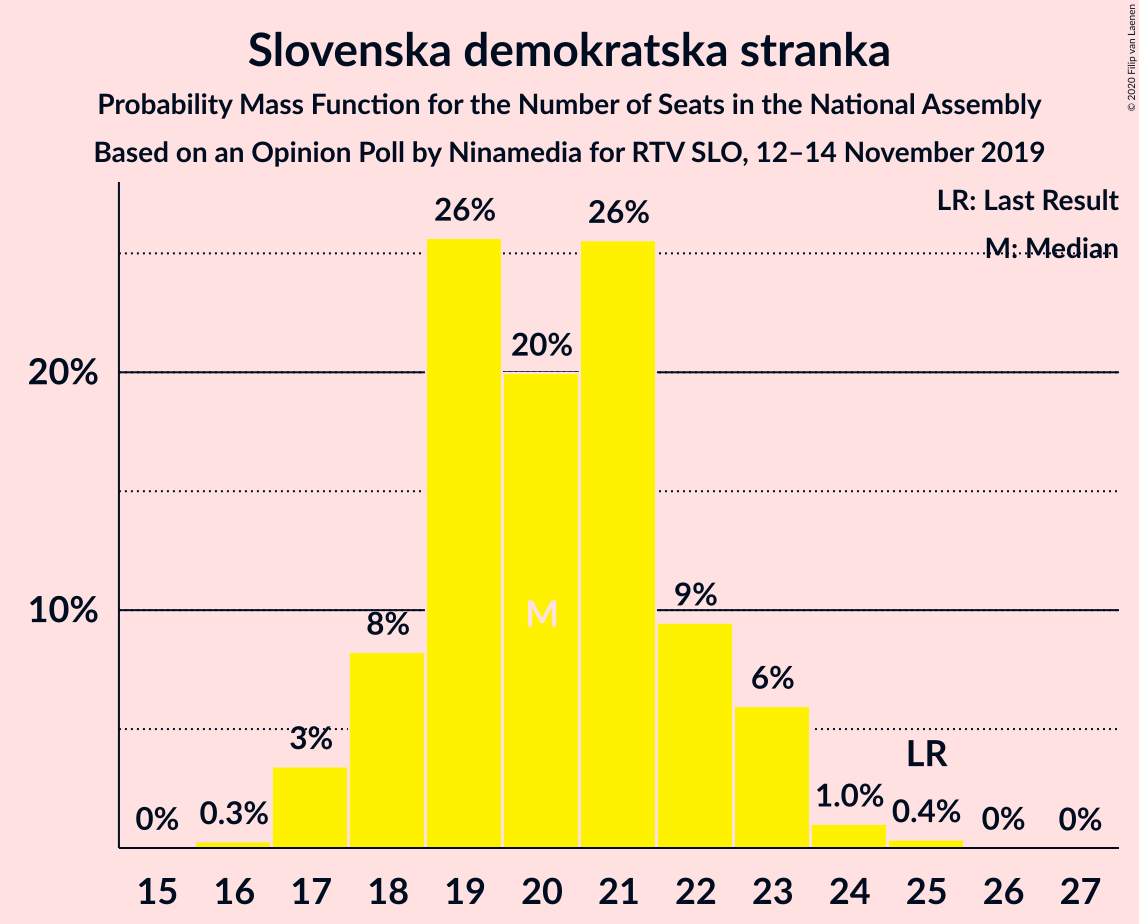 Slovenska demokratska stranka
Probability Mass Function for the Number of Seats in the National Assembly
Based on an Opinion Poll by Ninamedia for RTV SLO, 12–14 November 2019
© 2020 Filip van Laenen
LR: Last Result
M: Median
26%
26%
20%
20%
10%
9%
8%
M
6%
3%
LR
1.0%
0.4%
0.3%
0%
0%
0%
15 16 17 18 19 20 21 22 23 24 25 26 27